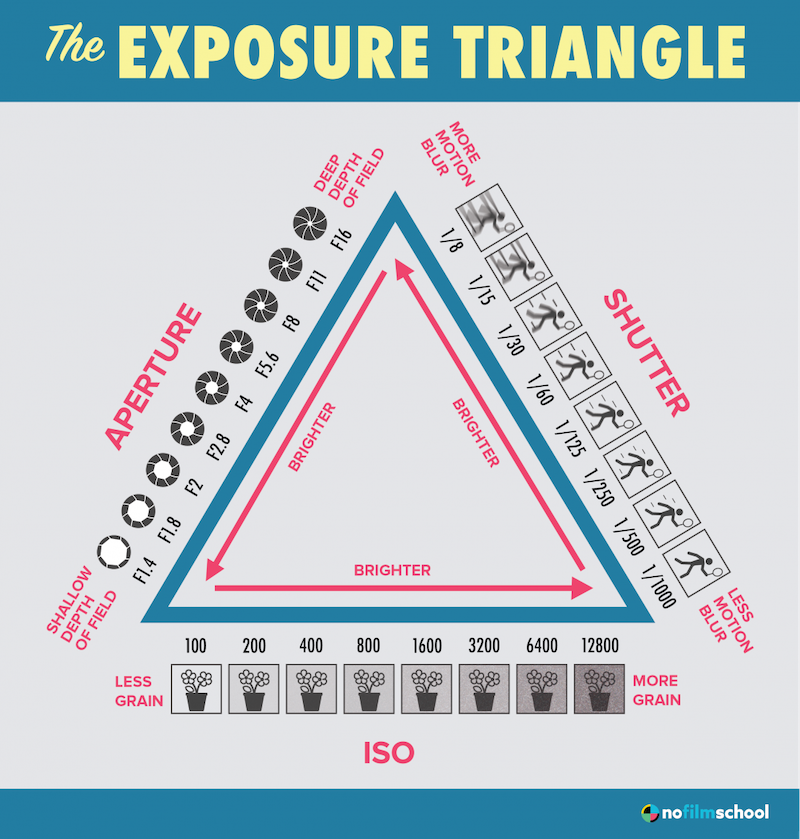 The EXPOSURE TRIANGLE
DEEP
DEPTH
OF FIELD
F16
F11
F8
F5.6
F4
F2.8
F2
F1.8
F1.4
APERTURE
SHALLOW
DEPTH
OF FIELD
MORE
MOTION
BLUR
1/8
1/15
1/30
1/60
1/125
1/250
1/500
1/1000
SHUTTER
LESS
MOTION
BLUR
BRIGHTER
BRIGHTER
BRIGHTER
100 200 400 800 1600 3200 6400 12800
LESS
GRAIN
MORE
GRAIN
ISO
nofilmschool